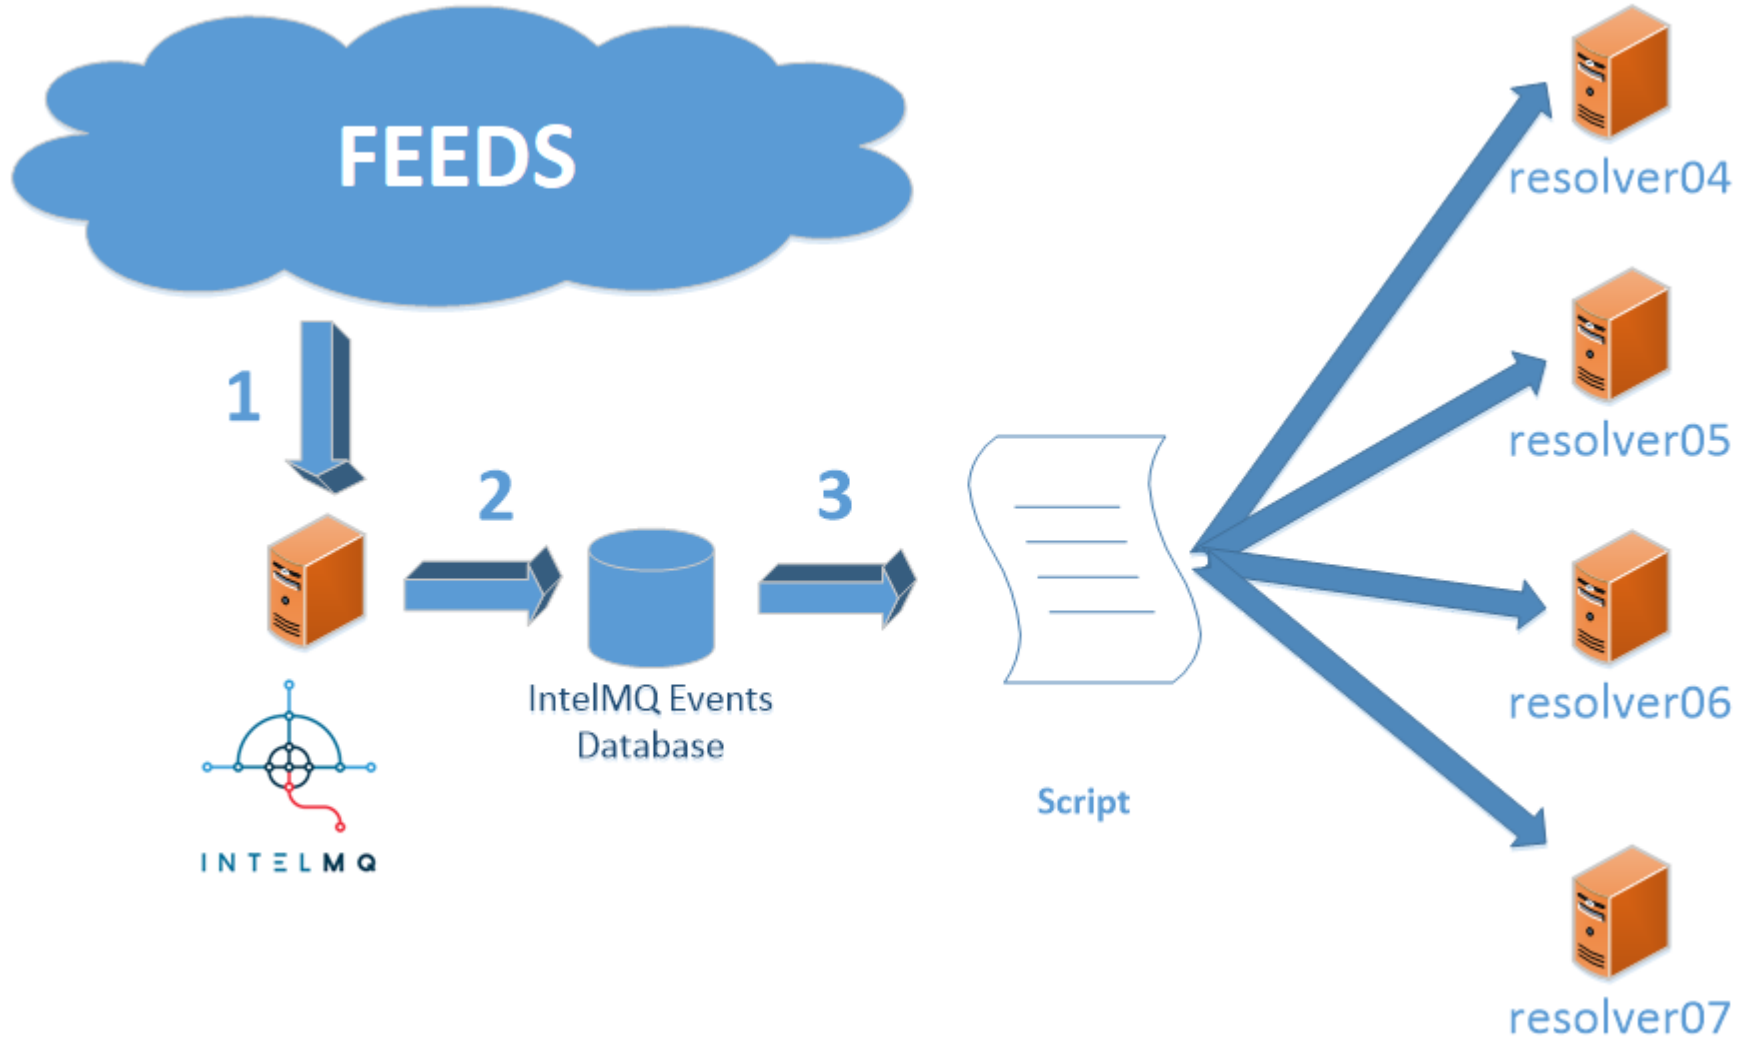 FEEDS
1
2
3
IntelMQ Events
Database
INTELMQ
Script
resolver04
resolver05
resolver06
resolver07